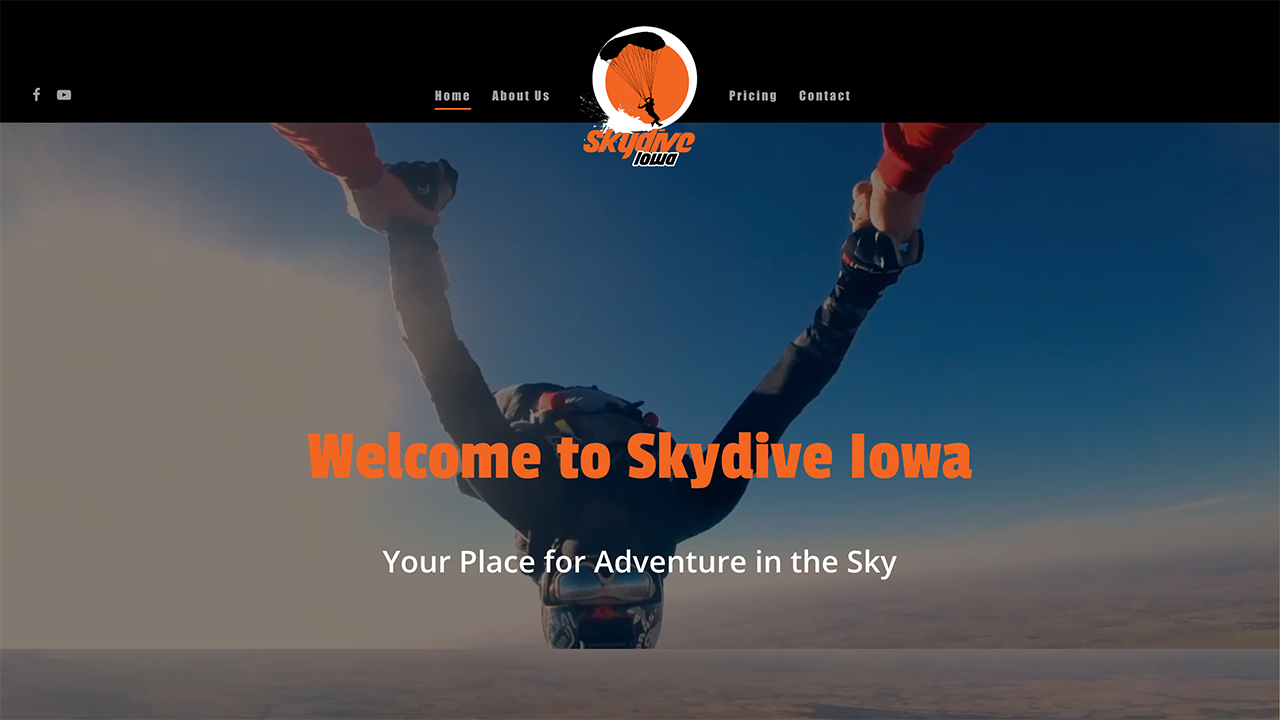 Home About Us Pricing Contact
Skydive
Iowa
Welcome to Skydive Iowa
Your Place for Adventure in the Sky